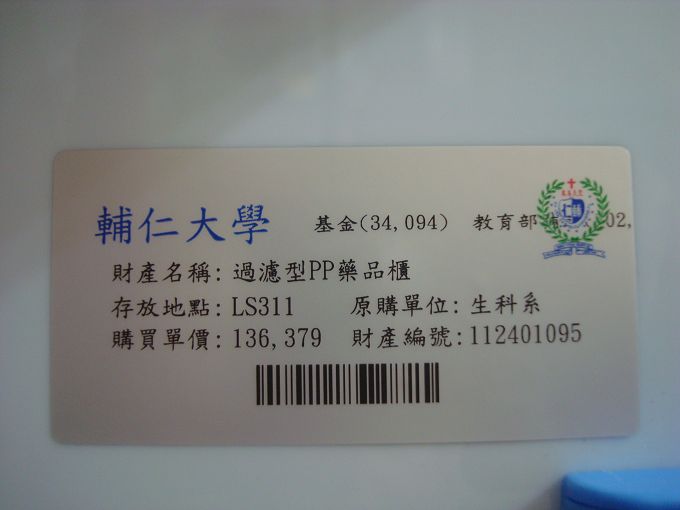 輔仁大學 基金(34,094) 教育部 02,
財產名稱: 過濾型PP藥品櫃
存放地點: LS311 原購單位: 生科系
購買單價: 136,379 財產編號: 112401095